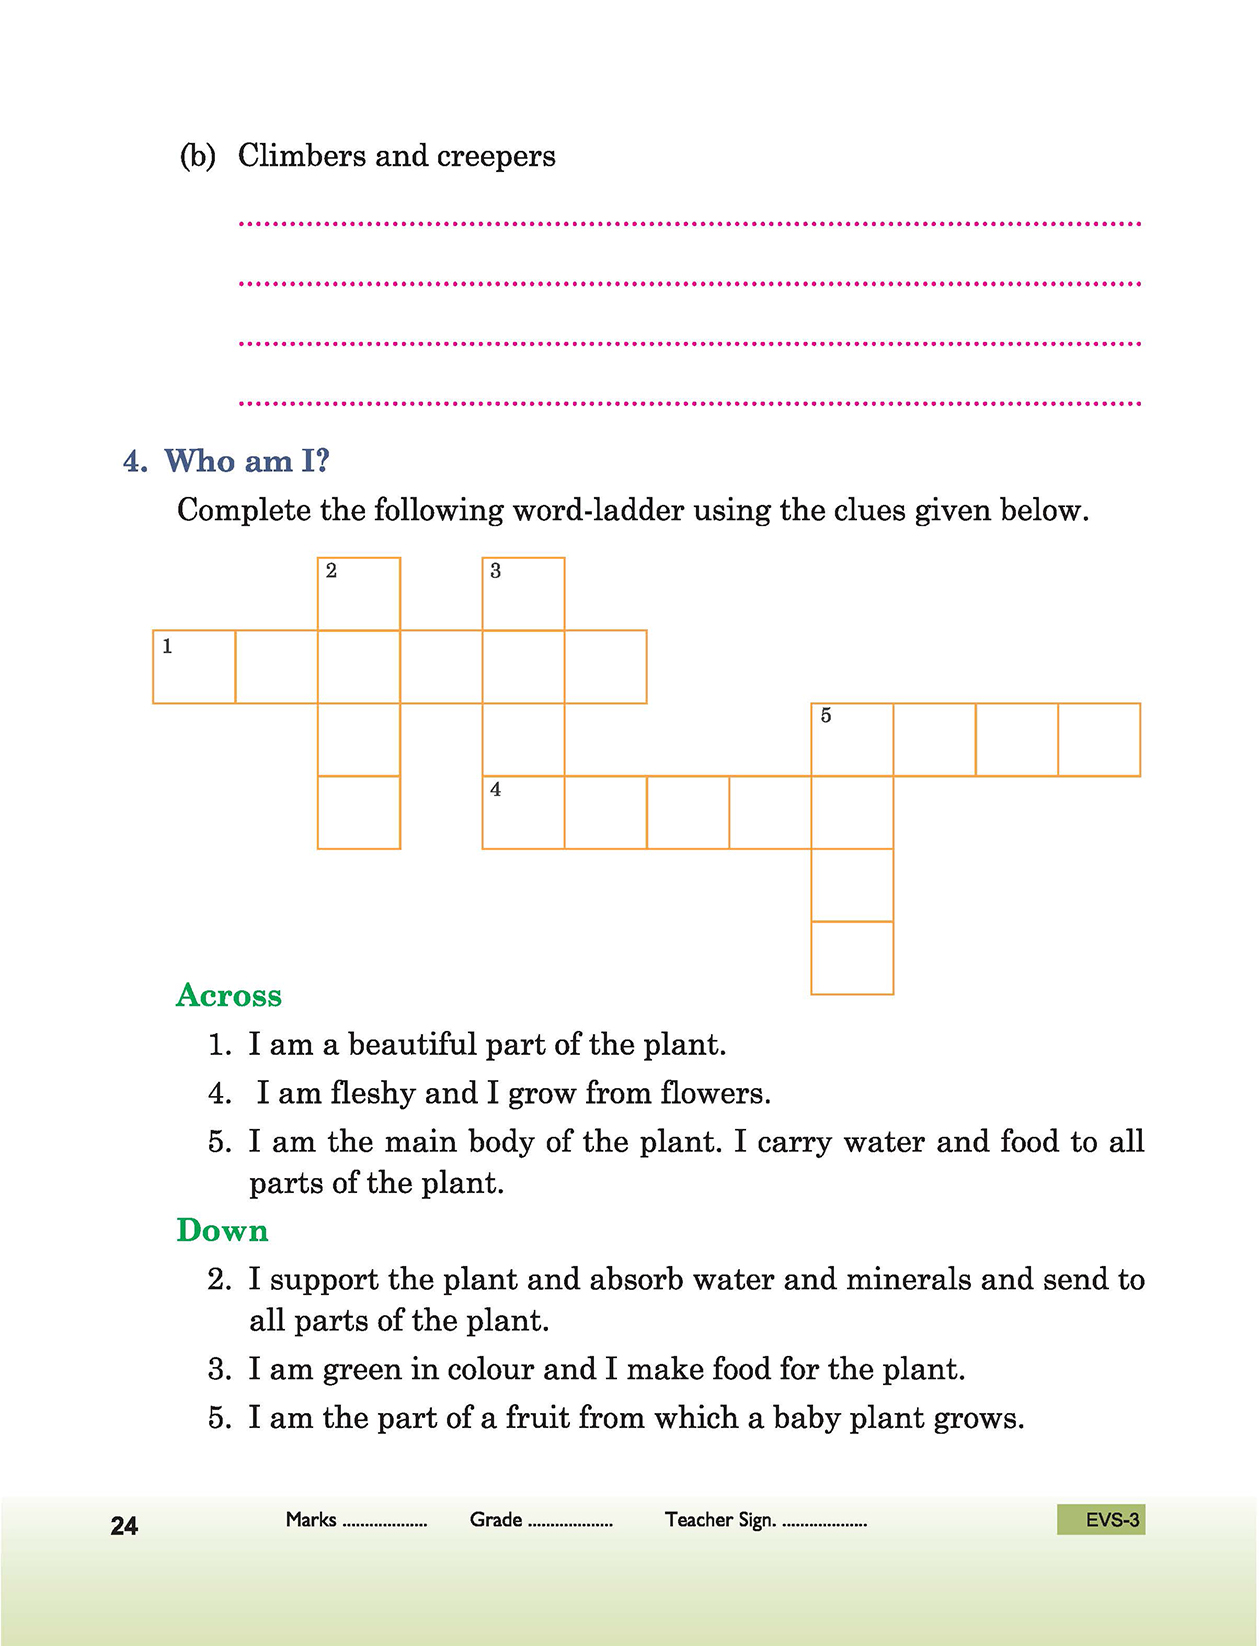 (b) Climbers and creepers
4. Who am I?
Complete the following word-ladder using the clues given below.
2 3
1
5
4
Across
1. I am a beautiful part of the plant.
4. I am fleshy and I grow from flowers.
5. I am the main body of the plant. I carry water and food to all
parts of the plant.
Down
2. I support the plant and absorb water and minerals and send to
all parts of the plant.
3. I am green in colour and I make food for the plant.
5. I am the part of a fruit from which a baby plant grows.
24 Marks ................... Grade ................... Teacher Sign. ................... EVS-3